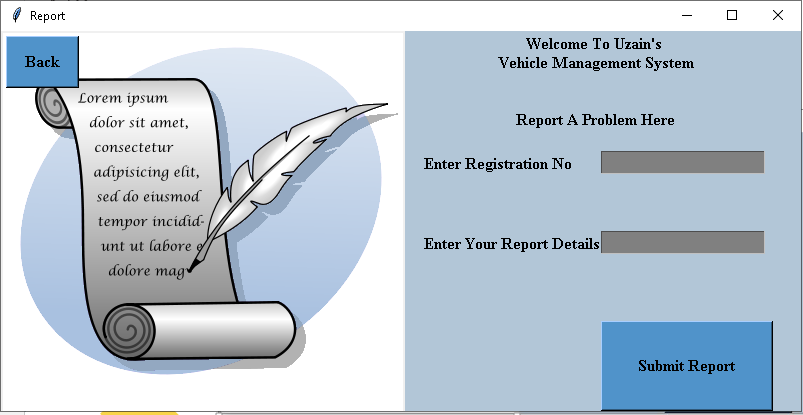 Report
Back
Lorem ipsum
dolor sit amet,
consectetur
adipisicing elit,
sed do eiusmod
tempor incidid-
unt ut labore e
dolore mag
Welcome To Uzain's
Vehicle Management System
Report A Problem Here
Enter Registration No
Enter Your Report Details
Submit Report